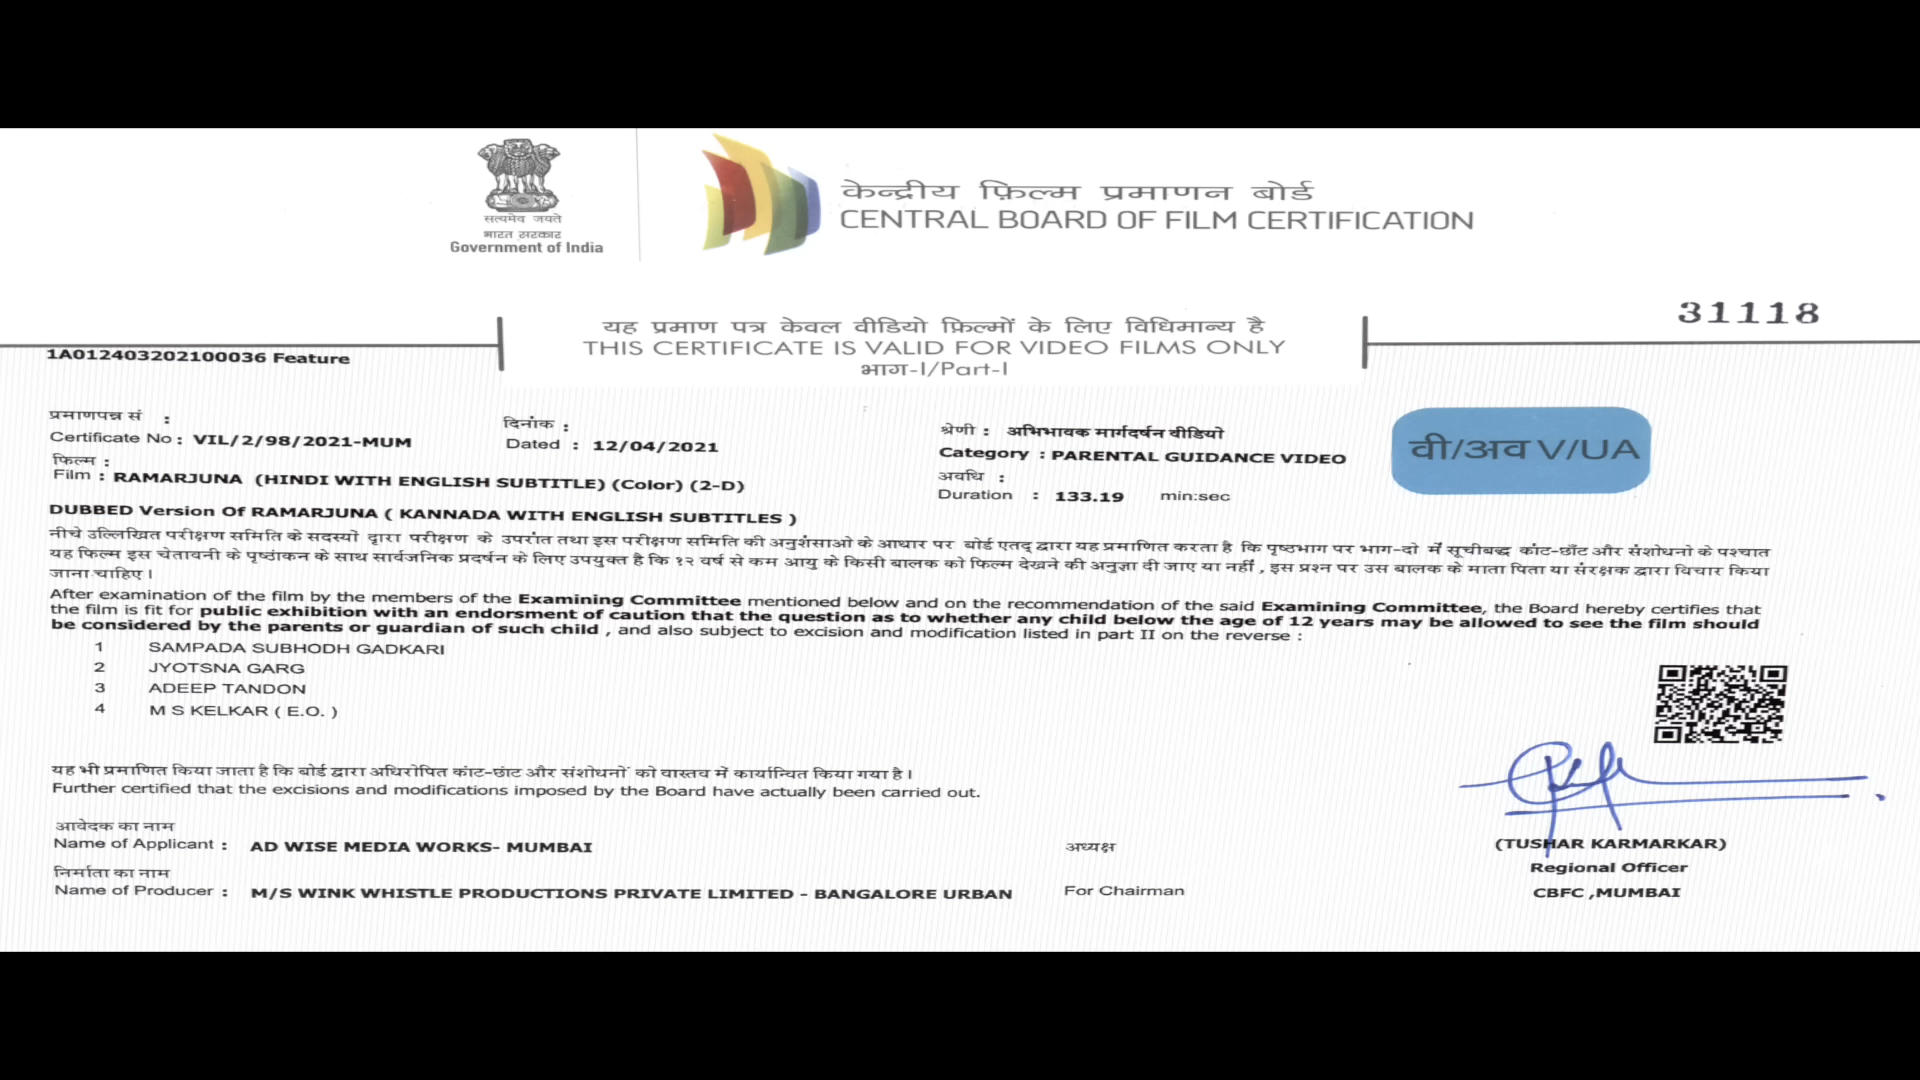 सत्यमेव जयते
भारत सरकार
Government of India
केन्द्रीय फ़िल्म प्रमाणन बोर्ड
CENTRAL BOARD OF FILM CERTIFICATION
31118
यह प्रमाण पत्र केवल वीडियो फ़िल्मों के लिए विधिमान्य है
THIS CERTIFICATE IS VALID FOR VIDEO FILMS ONLY
भाग-I/Part-I
1A012403202100036 Feature
प्रमाणपत्र सं :
Certificate No : VIL/2/98/2021-MUM
दिनांक :
Dated : 12/04/2021
श्रेणी : अभिभावक मार्गदर्षन वीडियो
Category : PARENTAL GUIDANCE VIDEO
वी/अव V/UA
फिल्म :
Film : RAMARJUNA (HINDI WITH ENGLISH SUBTITLE) (Color) (2-D)
अवधि :
Duration : 133.19 min:sec
DUBBED Version Of RAMARJUNA ( KANNADA WITH ENGLISH SUBTITLES )
नीचे उल्लिखित परीक्षण समिति के सदस्यों द्वारा परीक्षण के उपरांत तथा इस परीक्षण समिति की अनुशंसाओ के आधार पर बोर्ड एतद् द्वारा यह प्रमाणित करता है कि पृष्ठभाग पर भाग-दो में सूचीबद्ध कांट-छाँट और संशोधनो के पश्चात
यह फिल्म इस चेतावनी के पृष्ठांकन के साथ सार्वजनिक प्रदर्षन के लिए उपयुक्त है कि १२ वर्ष से कम आयु के किसी बालक को फिल्म देखने की अनुज्ञा दी जाए या नहीं , इस प्रश्न पर उस बालक के माता पिता या संरक्षक द्वारा विचार किया
जाना चाहिए ।
After examination of the film by the members of the Examining Committee mentioned below and on the recommendation of the said Examining Committee, the Board hereby certifies that
the film is fit for public exhibition with an endorsment of caution that the question as to whether any child below the age of 12 years may be allowed to see the film should
be considered by the parents or guardian of such child , and also subject to excision and modification listed in part II on the reverse :
1 SAMPADA SUBHODH GADKARI
2 JYOTSNA GARG
3 ADEEP TANDON
4 M S KELKAR ( E.O. )
यह भी प्रमाणित किया जाता है कि बोर्ड द्वारा अधिरोपित कांट-छांट और संशोधनों को वास्तव में कार्यान्वित किया गया है ।
Further certified that the excisions and modifications imposed by the Board have actually been carried out.
आवेदक का नाम
Name of Applicant : AD WISE MEDIA WORKS- MUMBAI
निर्माता का नाम
Name of Producer : M/S WINK WHISTLE PRODUCTIONS PRIVATE LIMITED - BANGALORE URBAN
अध्यक्ष
For Chairman
(TUSHAR KARMARKAR)
Regional Officer
CBFC ,MUMBAI